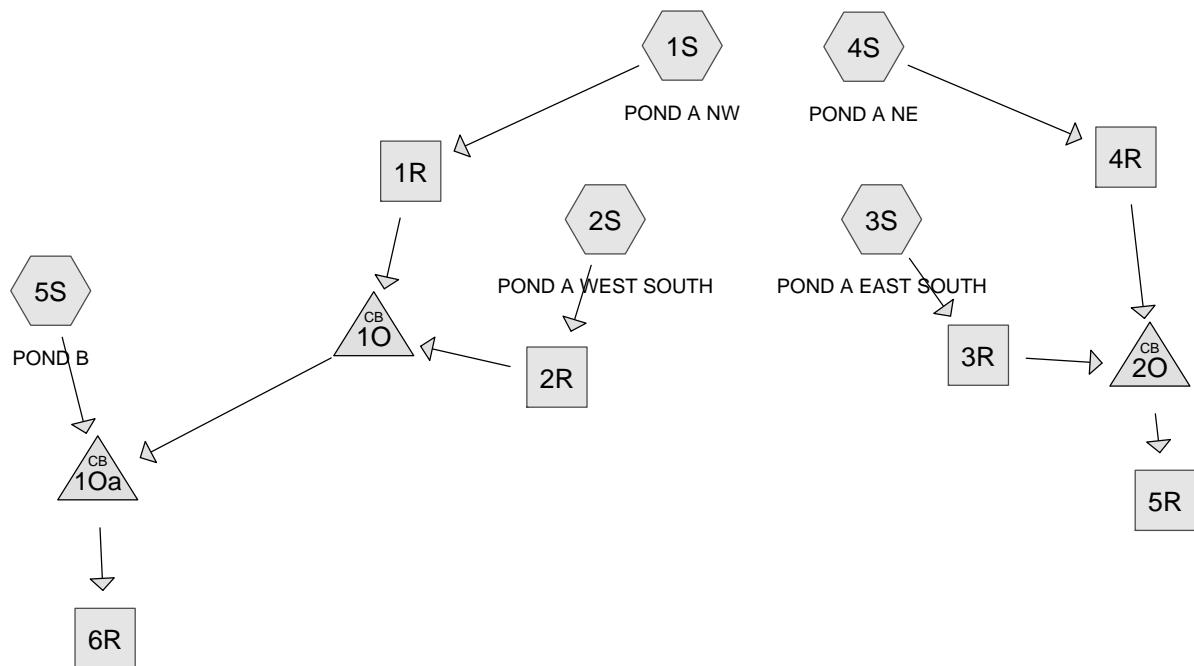 1S
4S
POND A NW
POND A NE
1R
4R
2S
3S
5S
POND A WEST SOUTH
POND A EAST SOUTH
CB
1O
CB
2O
POND B
2R
3R
CB
1Oa
5R
6R